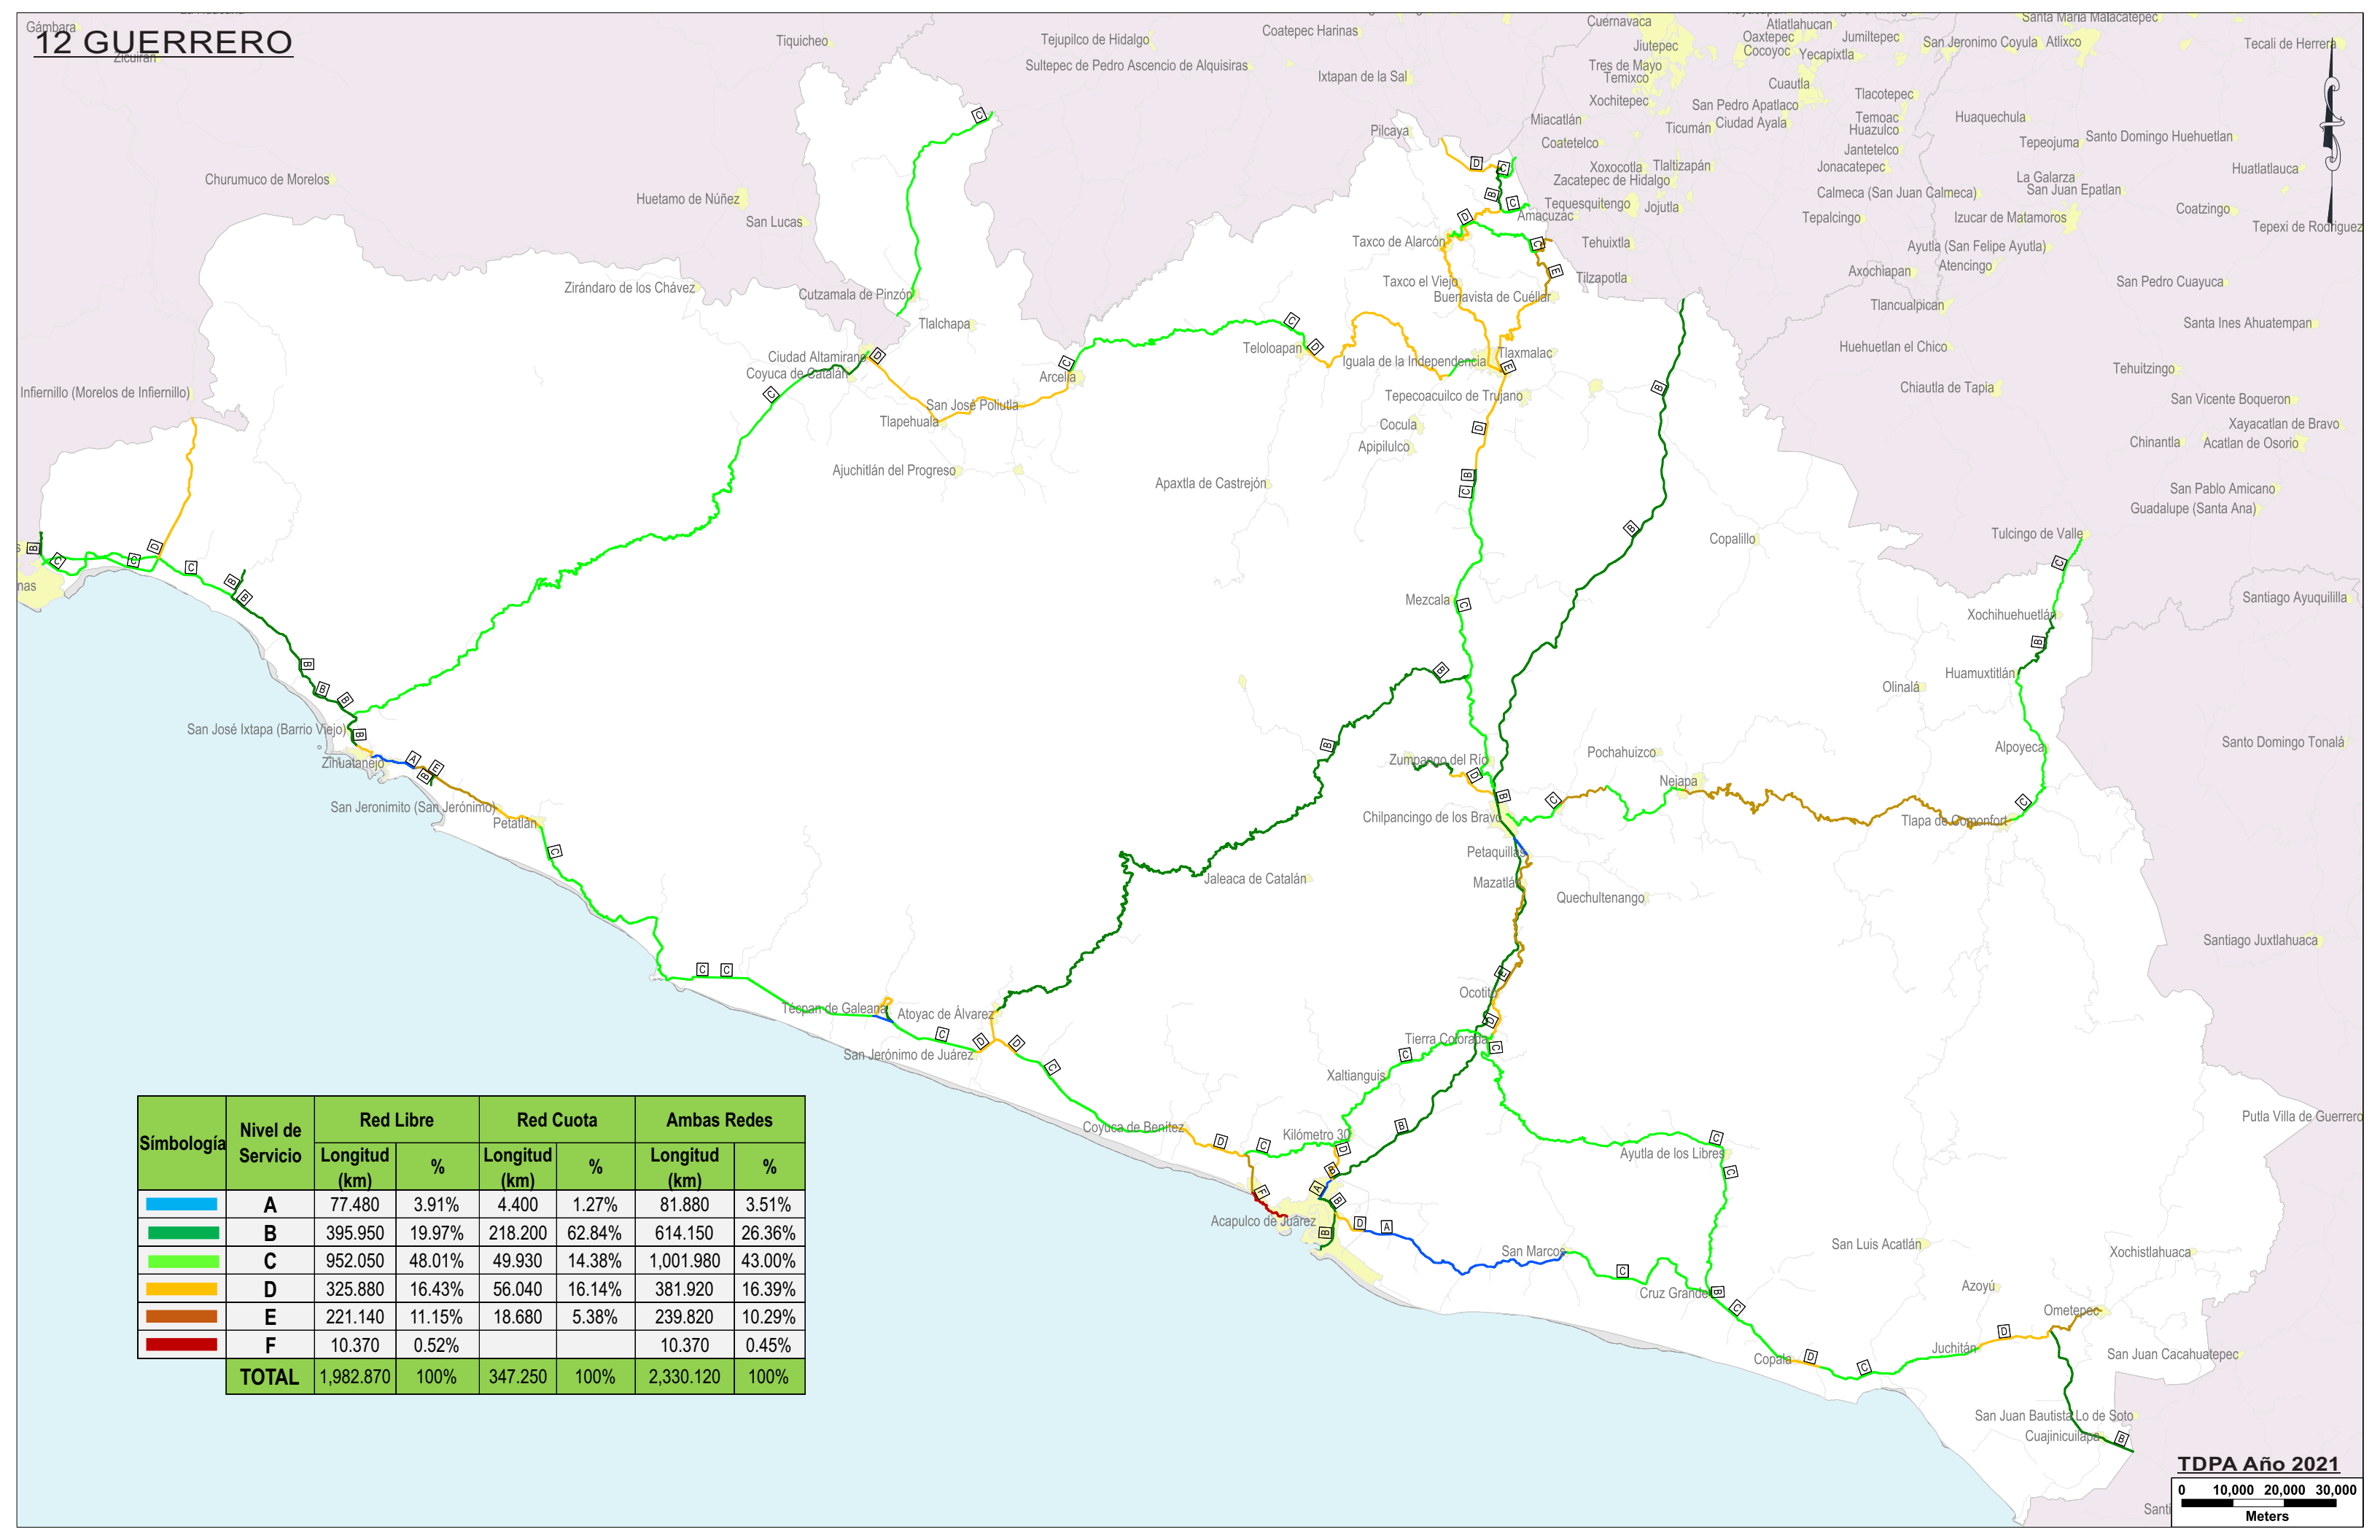 12 GUERRERO
Gámbara
Zicuirán
Tiquicheo
Tejupilco de Hidalgo
Sultepec de Pedro Ascencio de Alquisiras
Coatepec Harinas
Ixtapan de la Sal
Cuernavaca
Jiutepec
Tres de Mayo
Temixco
Xochitepec
Atlatlahucan
Oaxtepec
Cocoyoc
Yecapixtla
Jumiltepec
Cuautla
Santa María Malacatepec
San Jeronimo Coyula
Atlixco
Tecali de Herrera
San Pedro Apatlaco
Ciudad Ayala
Ticumán
Tlacotepec
Temoac
Huazulco
Jantetelco
Jonacatepec
Huaquechula
Tepeojuma
Santo Domingo Huehuetlan
Huatlatlauca
La Galarza
San Juan Epatlan
Calmeca (San Juan Calmeca)
Izucar de Matamoros
Coatzingo
Tepexi de Rodriguez
Tepalcingo
Ayutla (San Felipe Ayutla)
Atencingo
Axochiapan
San Pedro Cuayuca
Tlancualpican
Santa Ines Ahuatempan
Huehuetlan el Chico
Tehuitzingo
Chiautla de Tapia
San Vicente Boqueron
Xayacatlan de Bravo
Chinantla
Acatlan de Osorio
San Pablo Amicano
Guadalupe (Santa Ana)
Tulcingo de Valle
Santiago Ayuquililla
Santo Domingo Tonalá
Santiago Juxtlahuaca
Putla Villa de Guerrero
Pilcaya
Miacatlán
Coatetelco
Xoxocotla
Tlaltizapán
Zacatepec de Hidalgo
Tequesquitengo
Jojutla
Amacuzac
Tehuixtla
Tilzapotla
Churumuco de Morelos
Huetamo de Núñez
San Lucas
Zirándaro de los Chávez
Cutzamala de Pinzón
Tlalchapa
Ciudad Altamirano
Coyuca de Catalán
Arcelia
San José Poliutla
Tlapehuala
Ajuchitlán del Progreso
Infiernillo (Morelos de Infiernillo)
nas
Taxco de Alarcón
Taxco el Viejo
Buenavista de Cuéllar
Teloloapan
Iguala de la Independencia
Tlaxmalac
Tepecoacuilco de Trujano
Cocula
Apipilulco
Apaxtla de Castrejón
Copalillo
Mezcala
Xochihuehuetlán
Huamuxtitlán
Olinalá
Alpoyeca
San José Ixtapa (Barrio Viejo)
Zihuatanejo
San Jeronimito (San Jerónimo)
Petatlán
Zumpango del Río
Pochahuizco
Nejapa
Chilpancingo de los Bravo
Tlapa de Comonfort
Petaquillas
Mazatlán
Jaleaca de Catalán
Quechultenango
Ocotito
Tierra Colorada
Técpan de Galeana
Atoyac de Álvarez
San Jerónimo de Juárez
Xaltianguis
Coyuca de Benítez
Kilómetro 30
Ayutla de los Libres
Acapulco de Juárez
San Marcos
San Luis Acatlán
Xochistlahuaca
Cruz Grande
Azoyú
Ometepec
Juchitán
Copala
San Juan Cacahuatepec
San Juan Bautista Lo de Soto
Cuajinicuilapa
Santi
Símbología Nivel de Servicio Red Libre Red Cuota Ambas Redes
Longitud (km) % Longitud (km) % Longitud (km) %
A 77.480 3.91% 4.400 1.27% 81.880 3.51%
B 395.950 19.97% 218.200 62.84% 614.150 26.36%
C 952.050 48.01% 49.930 14.38% 1,001.980 43.00%
D 325.880 16.43% 56.040 16.14% 381.920 16.39%
E 221.140 11.15% 18.680 5.38% 239.820 10.29%
F 10.370 0.52% 10.370 0.45%
TOTAL 1,982.870 100% 347.250 100% 2,330.120 100%
TDPA Año 2021
0 10,000 20,000 30,000
Meters